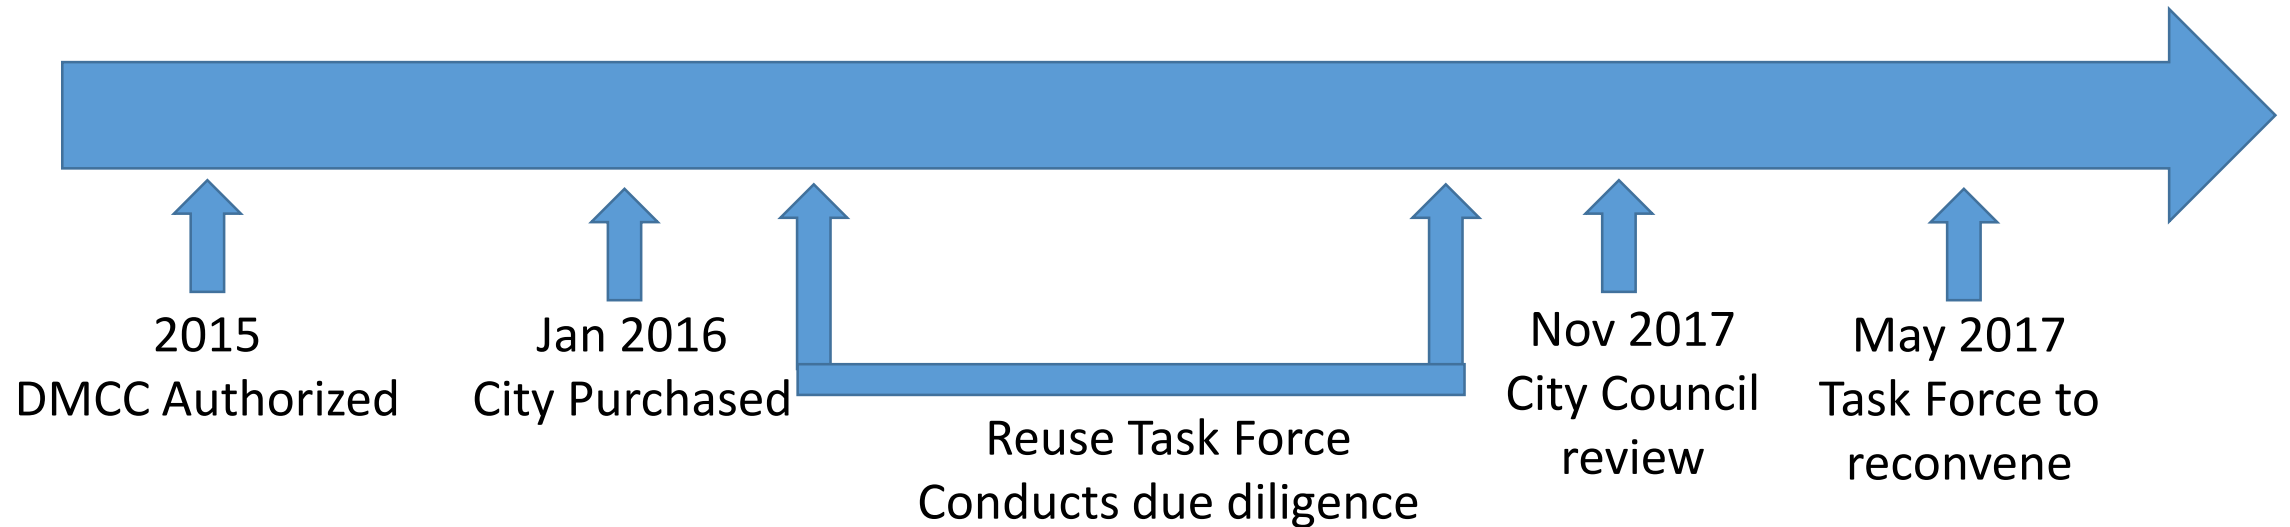 2015
DMCC Authorized
Jan 2016
City Purchased
Reuse Task Force
Conducts due diligence
Nov 2017
City Council
review
May 2017
Task Force to
reconvene